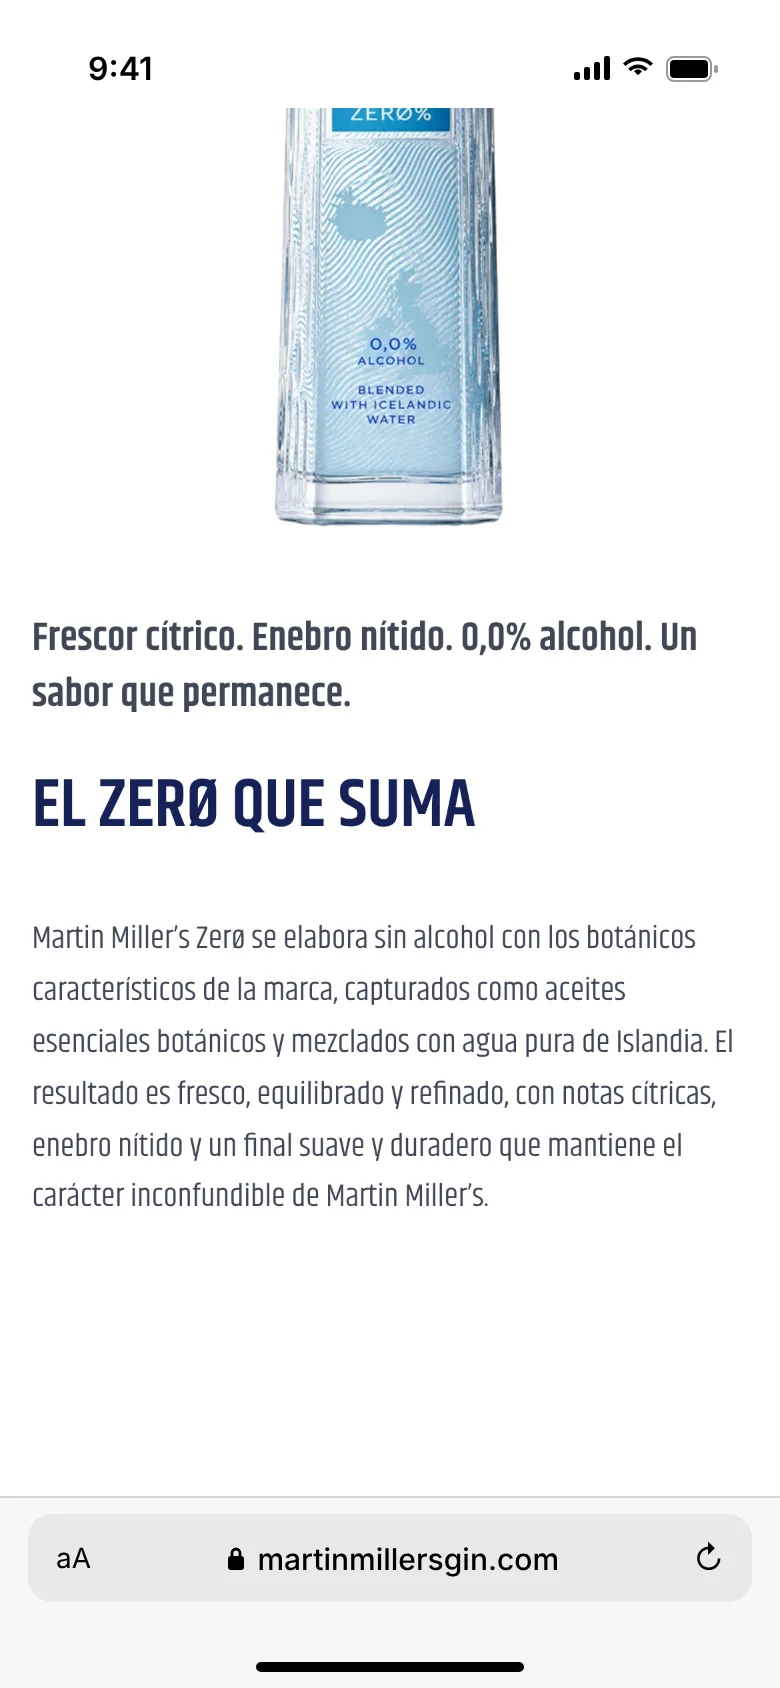 9:41
ZERØ%
0,0%
ALCOHOL
BLENDED
WITH ICELANDIC
WATER
Frescor cítrico. Enebro nítido. 0,0% alcohol. Un
sabor que permanece.
EL ZERØ QUE SUMA
Martin Miller’s Zerø se elabora sin alcohol con los botánicos
característicos de la marca, capturados como aceites
esenciales botánicos y mezclados con agua pura de Islandia. El
resultado es fresco, equilibrado y refinado, con notas cítricas,
enebro nítido y un final suave y duradero que mantiene el
carácter inconfundible de Martin Miller’s.
aA martinmillersgin.com